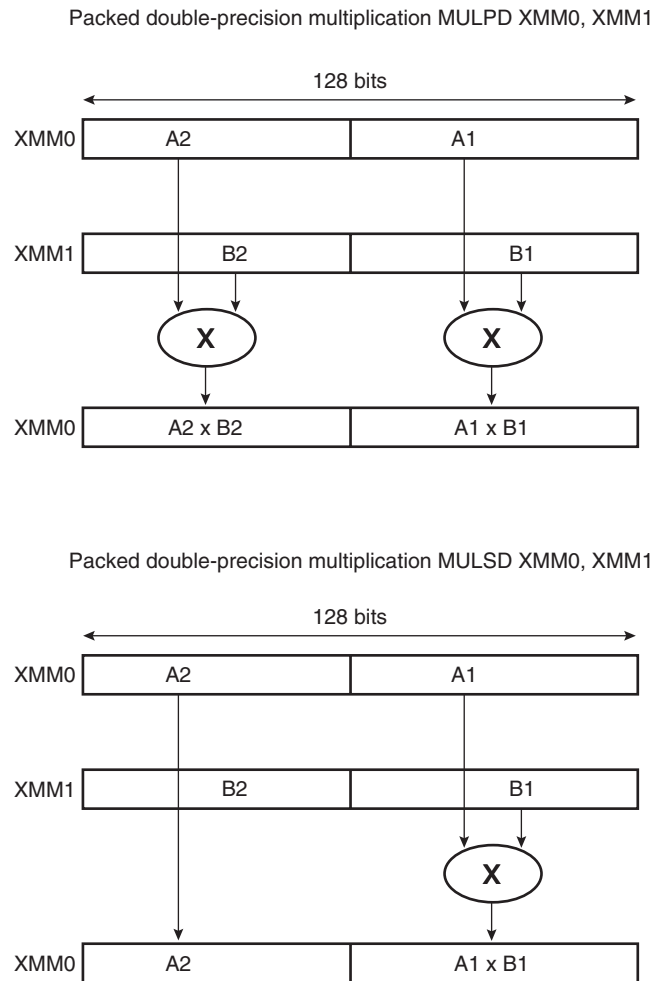 Packed double-precision multiplication MULPD XMM0, XMM1
128 bits
XMM0 A2 A1
XMM1 B2 B1
X X
XMM0 A2 x B2 A1 x B1
Packed double-precision multiplication MULSD XMM0, XMM1
128 bits
XMM0 A2 A1
XMM1 B2 B1
X
XMM0 A2 A1 x B1